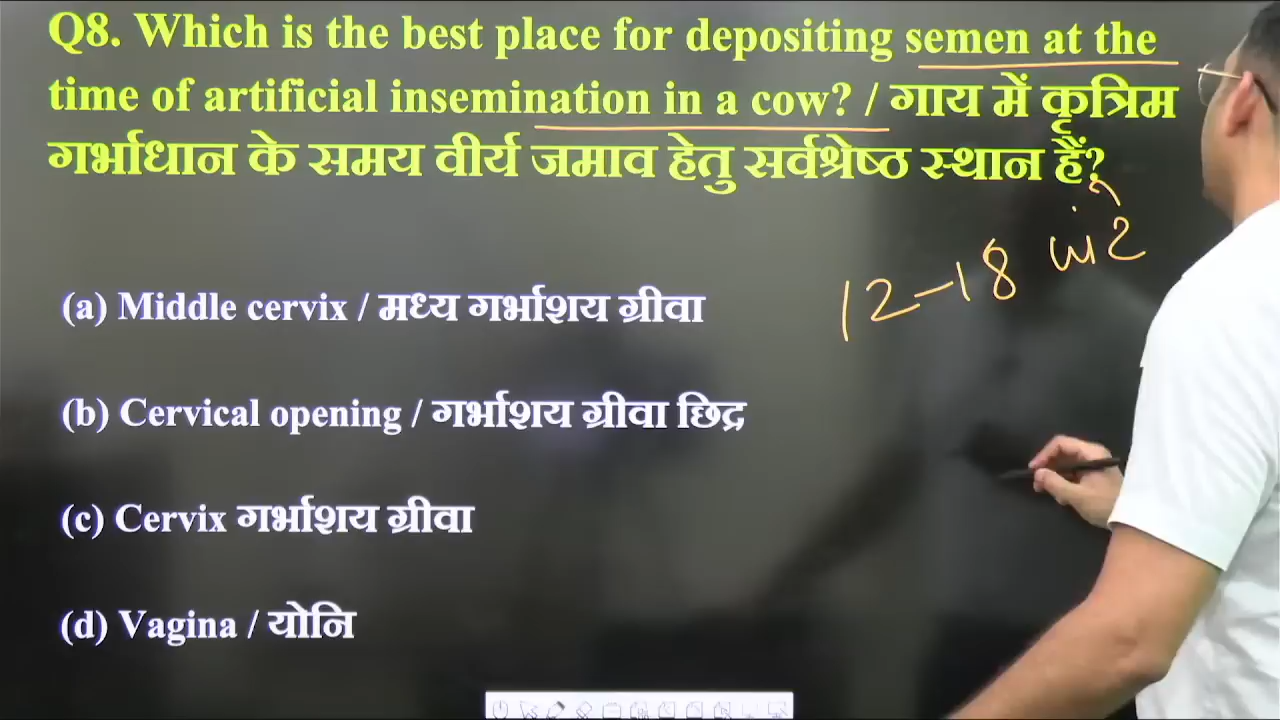 Q8. Which is the best place for depositing semen at the
time of artificial insemination in a cow? / गाय में कृत्रिम
गर्भाधान के समय वीर्य जमाव हेतु सर्वश्रेष्ठ स्थान हैं?
12-18
(a) Middle cervix / मध्य गर्भाशय ग्रीवा
(b) Cervical opening / गर्भाशय ग्रीवा छिद्र
(c) Cervix गर्भाशय ग्रीवा
(d) Vagina / योनि